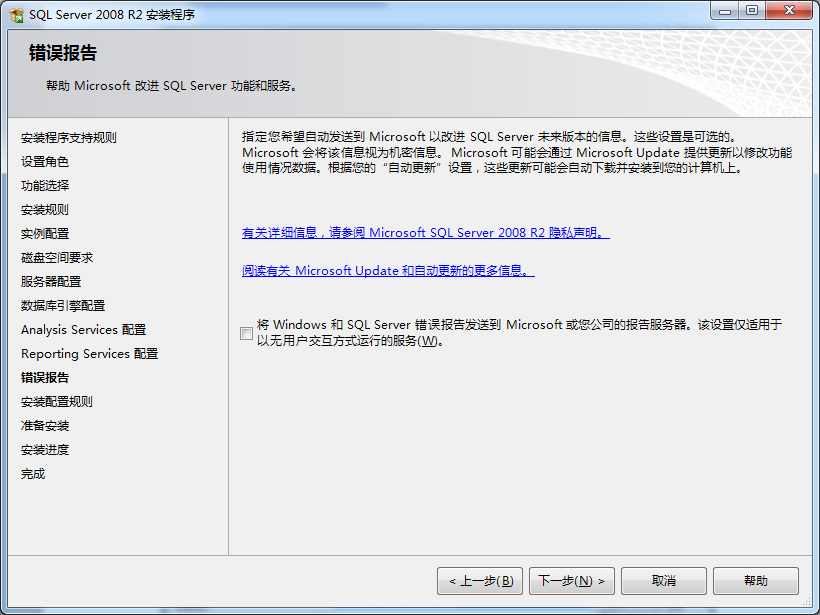 SQL Server 2008 R2 安装程序
错误报告
帮助 Microsoft 改进 SQL Server 功能和服务。
安装程序支持规则
设置角色
功能选择
安装规则
实例配置
磁盘空间要求
服务器配置
数据库引擎配置
Analysis Services 配置
Reporting Services 配置
错误报告
安装配置规则
准备安装
安装进度
完成
指定您希望自动发送到 Microsoft 以改进 SQL Server 未来版本的信息。这些设置是可选的。
Microsoft 会将该信息视为机密信息。 Microsoft 可能会通过 Microsoft Update 提供更新以修改功能
使用情况数据。根据您的“自动更新”设置，这些更新可能会自动下载并安装到您的计算机上。
有关详细信息，请参阅 Microsoft SQL Server 2008 R2 隐私声明。
阅读有关 Microsoft Update 和自动更新的更多信息。
将 Windows 和 SQL Server 错误报告发送到 Microsoft 或您公司的报告服务器。该设置仅适用于
以无用户交互方式运行的服务(W)。
< 上一步(B)
下一步(N) >
取消
帮助